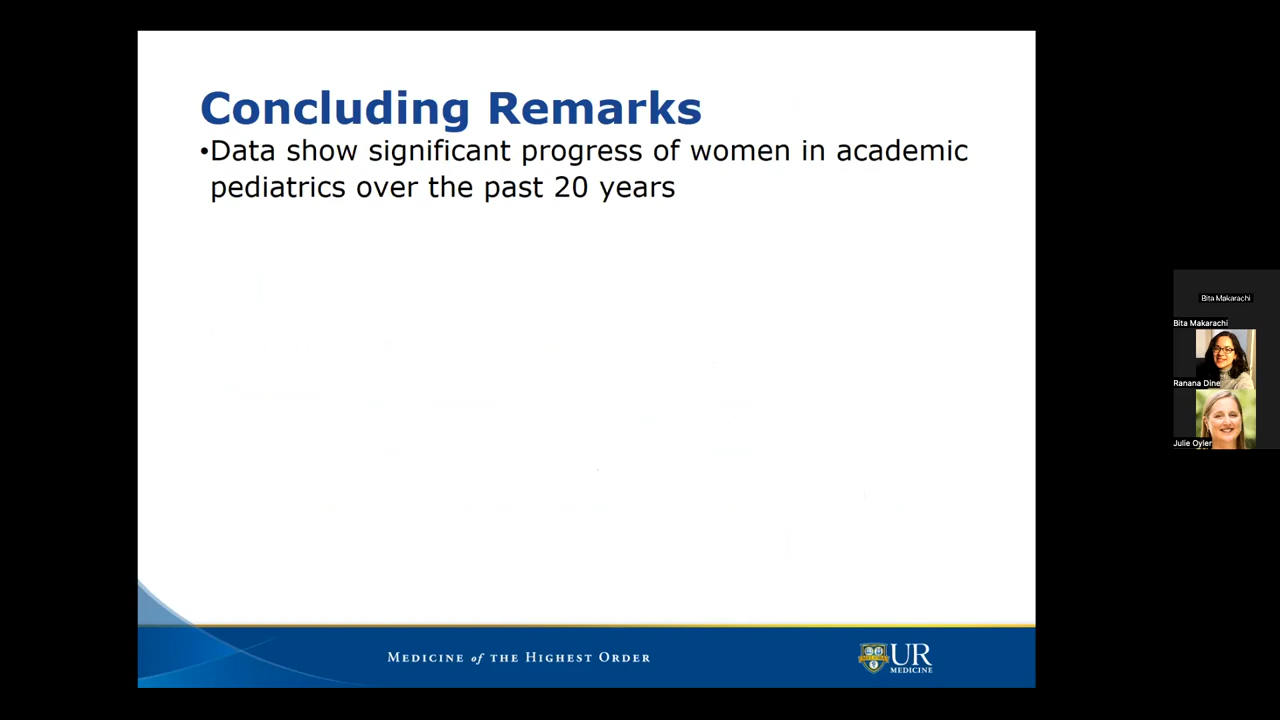 Concluding Remarks
•Data show significant progress of women in academic
pediatrics over the past 20 years
Bita Makarachi
Bita Makarachi
Ranana Dine
Julie Oyler
MEDICINE of THE HIGHEST ORDER
UR
MEDICINE